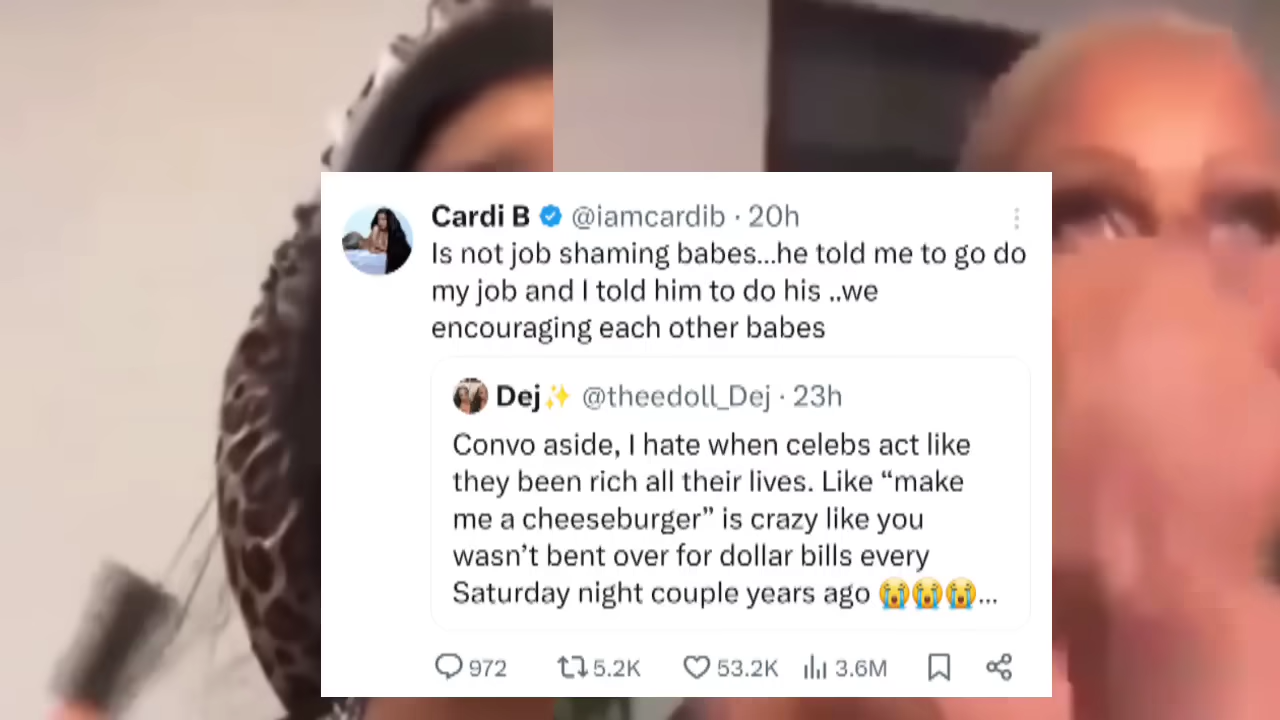 Cardi B @iamcardib · 20h
Is not job shaming babes...he told me to go do
my job and I told him to do his ..we
encouraging each other babes
Dej✨ @theedoll_Dej · 23h
Convo aside, I hate when celebs act like
they been rich all their lives. Like “make
me a cheeseburger” is crazy like you
wasn’t bent over for dollar bills every
Saturday night couple years ago 😭😭😭...
972 5.2K 53.2K 3.6M